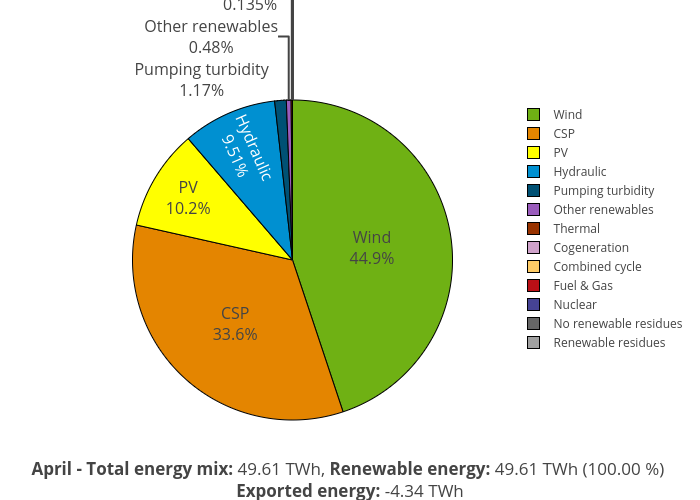 0.135%
Other renewables
0.48%
Pumping turbidity
1.17%
Hydraulic
9.51%
PV
10.2%
Wind
44.9%
CSP
33.6%
Wind
CSP
PV
Hydraulic
Pumping turbidity
Other renewables
Thermal
Cogeneration
Combined cycle
Fuel & Gas
Nuclear
No renewable residues
Renewable residues
April - Total energy mix: 49.61 TWh, Renewable energy: 49.61 TWh (100.00 %)
Exported energy: -4.34 TWh